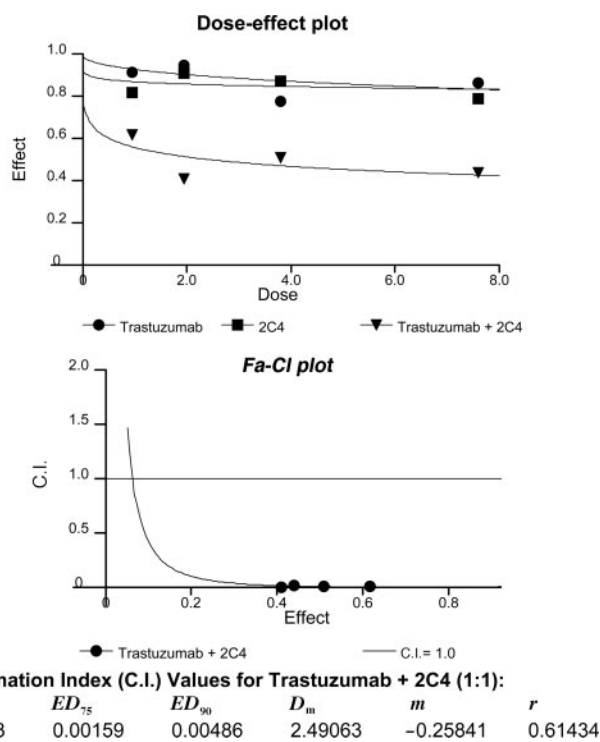 Dose-effect plot
1.0
0.8
0.6
0.4
0.2
0
Effect
0 2.0 4.0 6.0 8.0
Dose
Trastuzumab 2C4 Trastuzumab + 2C4
Fa-CI plot
2.0
1.5
1.0
0.5
0
C.I.
0 0.2 0.4 0.6 0.8
Effect
Trastuzumab + 2C4 C.I.= 1.0
nation Index (C.I.) Values for Trastuzumab + 2C4 (1:1):
ED75 ED90 Dm m r
3 0.00159 0.00486 2.49063 -0.25841 0.61434